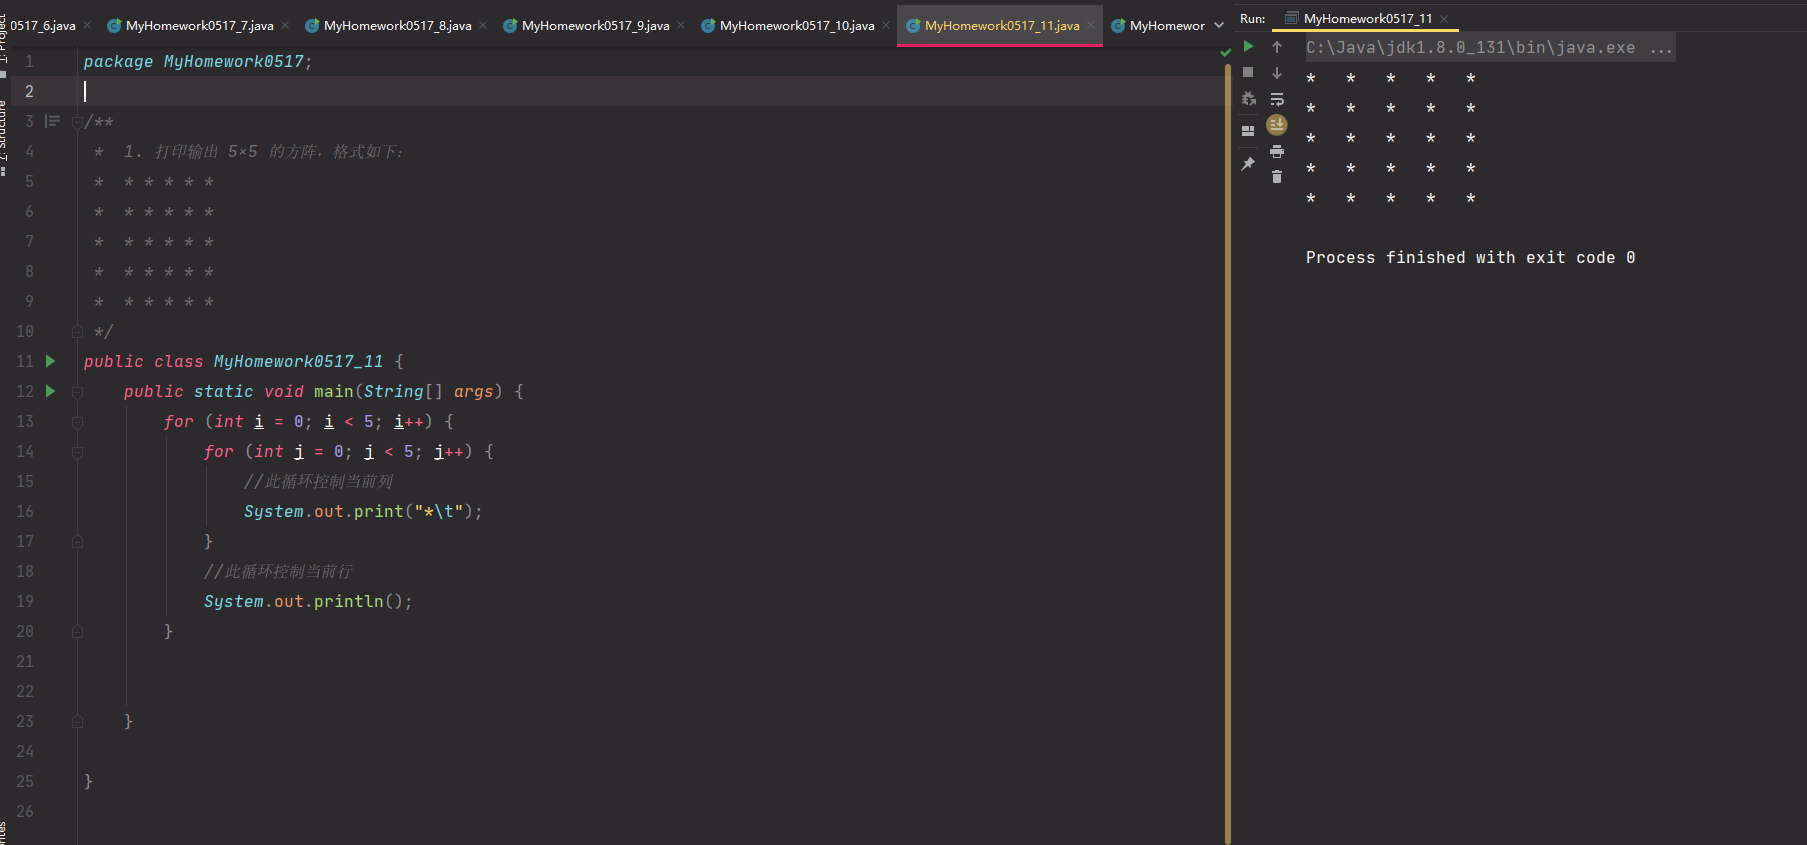 0517_6.java
MyHomework0517_7.java
MyHomework0517_8.java
MyHomework0517_9.java
MyHomework0517_10.java
MyHomework0517_11.java
MyHomewor
Run:
MyHomework0517_11
1: Project
7: Structure
1 package MyHomework0517;
2
3 /**
4 * 1. 打印输出 5×5 的方阵，格式如下：
5 * * * * * *
6 * * * * * *
7 * * * * * *
8 * * * * * *
9 * * * * * *
10 */
11 public class MyHomework0517_11 {
12 public static void main(String[] args) {
13 for (int i = 0; i < 5; i++) {
14 for (int j = 0; j < 5; j++) {
15 //此循环控制当前列
16 System.out.print("*\t");
17 }
18 //此循环控制当前行
19 System.out.println();
20 }
21
22
23 }
24
25 }
26
C:\Java\jdk1.8.0_131\bin\java.exe ...
* * * * *
* * * * *
* * * * *
* * * * *
* * * * *
Process finished with exit code 0